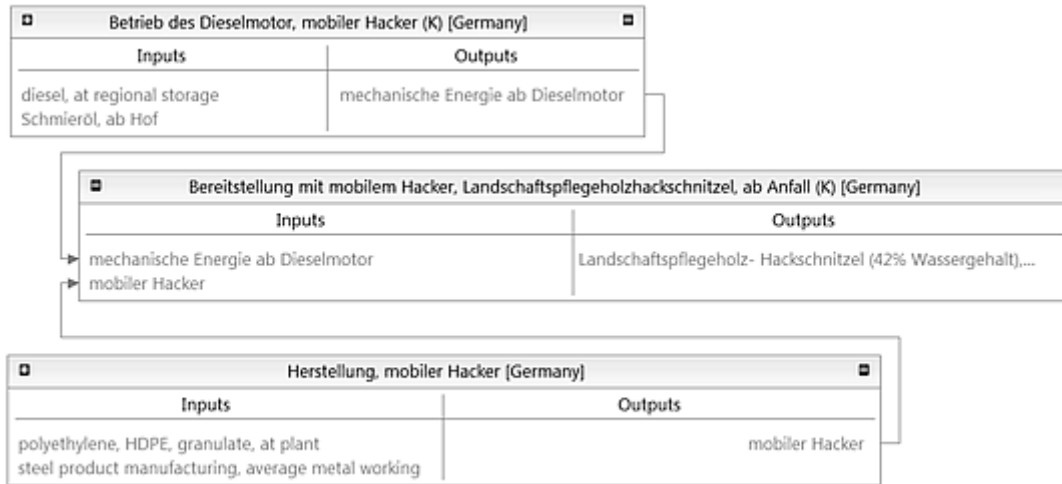 Betrieb des Dieselmotor, mobiler Hacker (K) [Germany]
Inputs Outputs
diesel, at regional storage mechanische Energie ab Dieselmotor
Schmieröl, ab Hof
Bereitstellung mit mobilem Hacker, Landschaftspflegeholzhackschnitzel, ab Anfall (K) [Germany]
Inputs Outputs
mechanische Energie ab Dieselmotor Landschaftspflegeholz- Hackschnitzel (42% Wassergehalt),...
mobiler Hacker
Herstellung, mobiler Hacker [Germany]
Inputs Outputs
polyethylene, HDPE, granulate, at plant mobiler Hacker
steel product manufacturing, average metal working